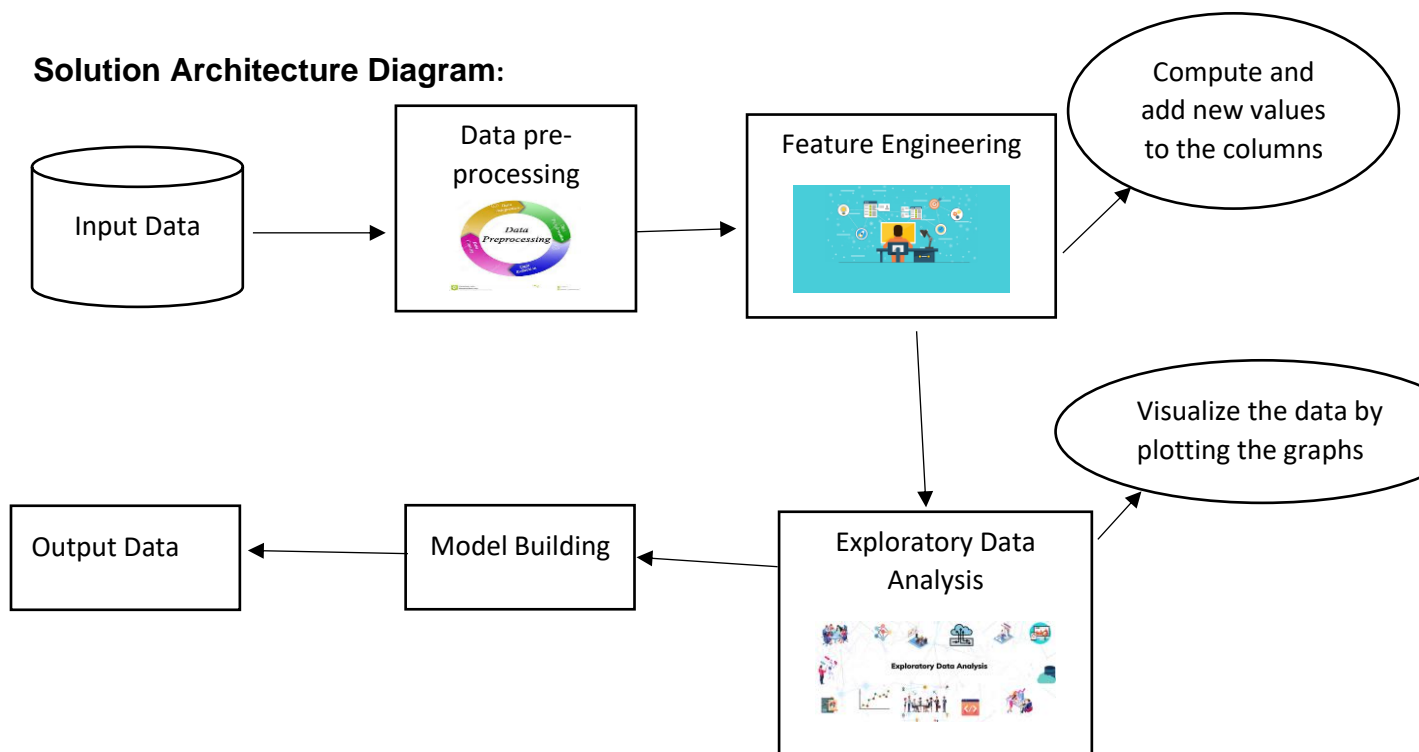 Solution Architecture Diagram:
Input Data
Data pre-
processing
Data
Preprocessing
Feature Engineering
Compute and
add new values
to the columns
Visualize the data by
plotting the graphs
Output Data
Model Building
Exploratory Data
Analysis
Exploratory Data Analysis